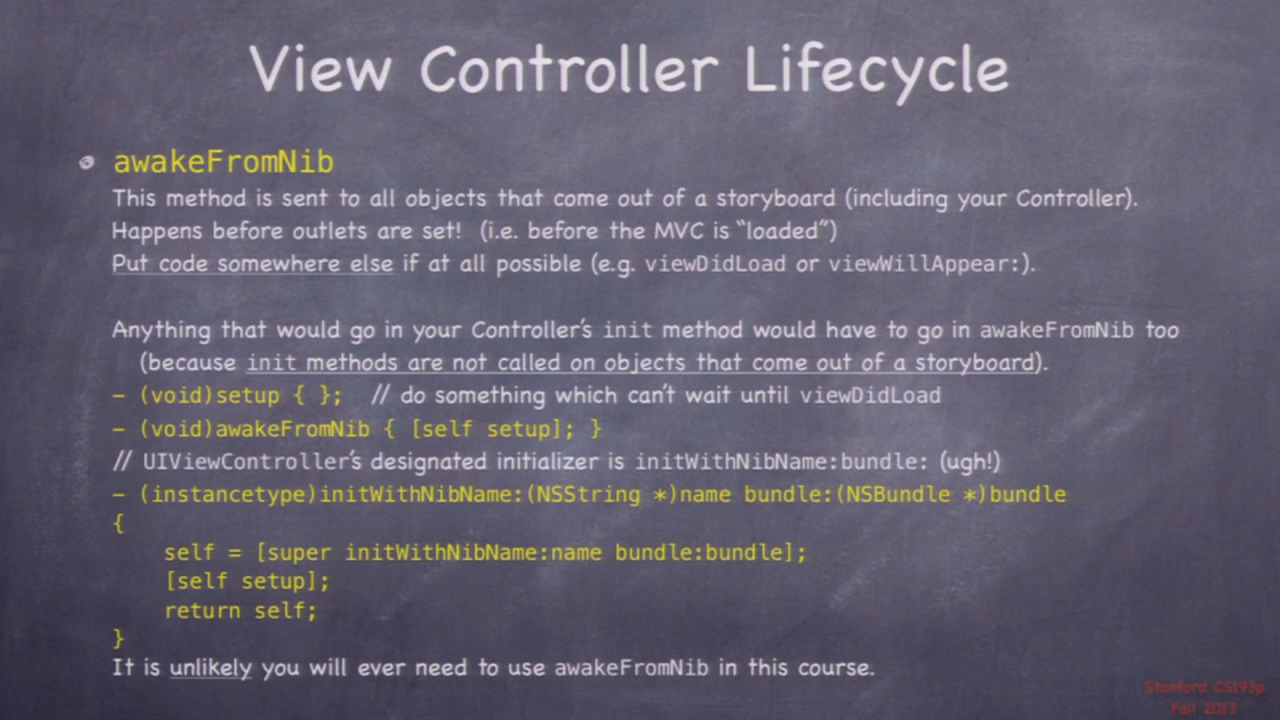 View Controller Lifecycle
awakeFromNib
This method is sent to all objects that come out of a storyboard (including your Controller).
Happens before outlets are set! (i.e. before the MVC is “loaded”)
Put code somewhere else if at all possible (e.g. viewDidLoad or viewWillAppear:).
Anything that would go in your Controller’s init method would have to go in awakeFromNib too
(because init methods are not called on objects that come out of a storyboard).
– (void)setup { }; // do something which can’t wait until viewDidLoad
– (void)awakeFromNib { [self setup]; }
// UIViewController’s designated initializer is initWithNibName:bundle: (ugh!)
– (instancetype)initWithNibName:(NSString *)name bundle:(NSBundle *)bundle
{
self = [super initWithNibName:name bundle:bundle];
[self setup];
return self;
}
It is unlikely you will ever need to use awakeFromNib in this course.
Stanford CS193p
Fall 2013